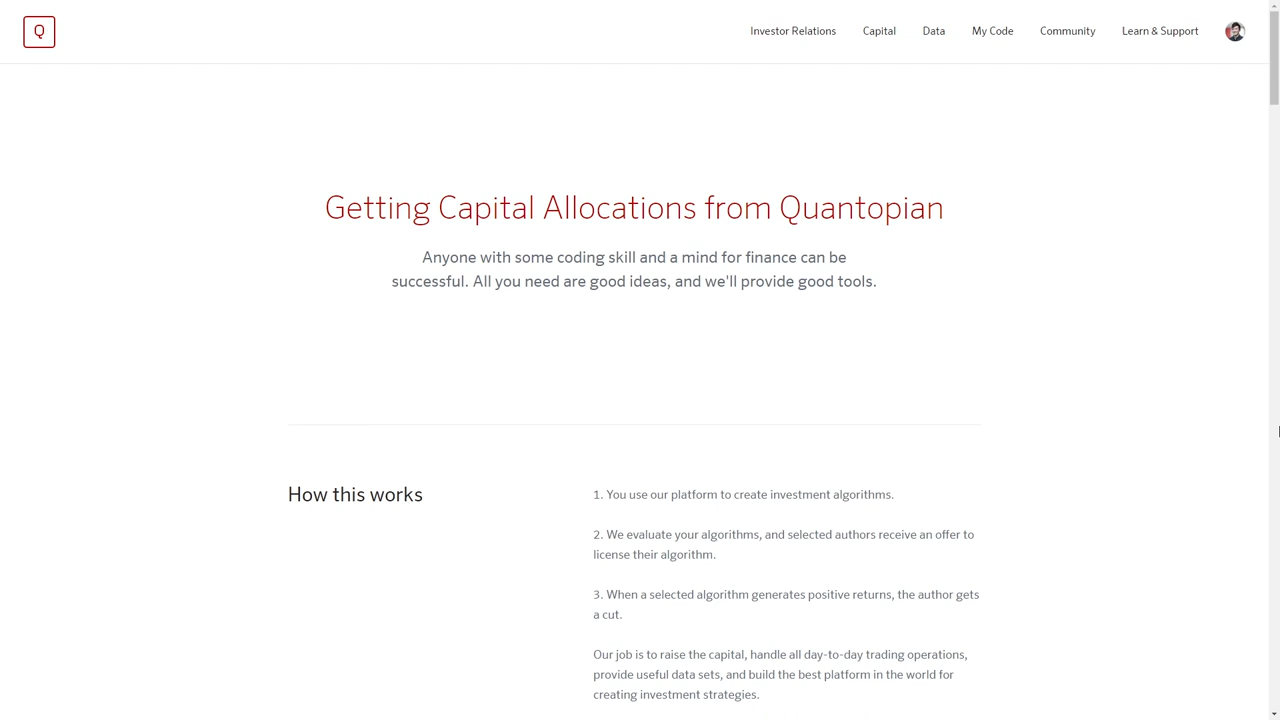 Q
Investor Relations Capital Data My Code Community Learn & Support
Getting Capital Allocations from Quantopian
Anyone with some coding skill and a mind for finance can be
successful. All you need are good ideas, and we'll provide good tools.
How this works
1. You use our platform to create investment algorithms.
2. We evaluate your algorithms, and selected authors receive an offer to
license their algorithm.
3. When a selected algorithm generates positive returns, the author gets
a cut.
Our job is to raise the capital, handle all day-to-day trading operations,
provide useful data sets, and build the best platform in the world for
creating investment strategies.